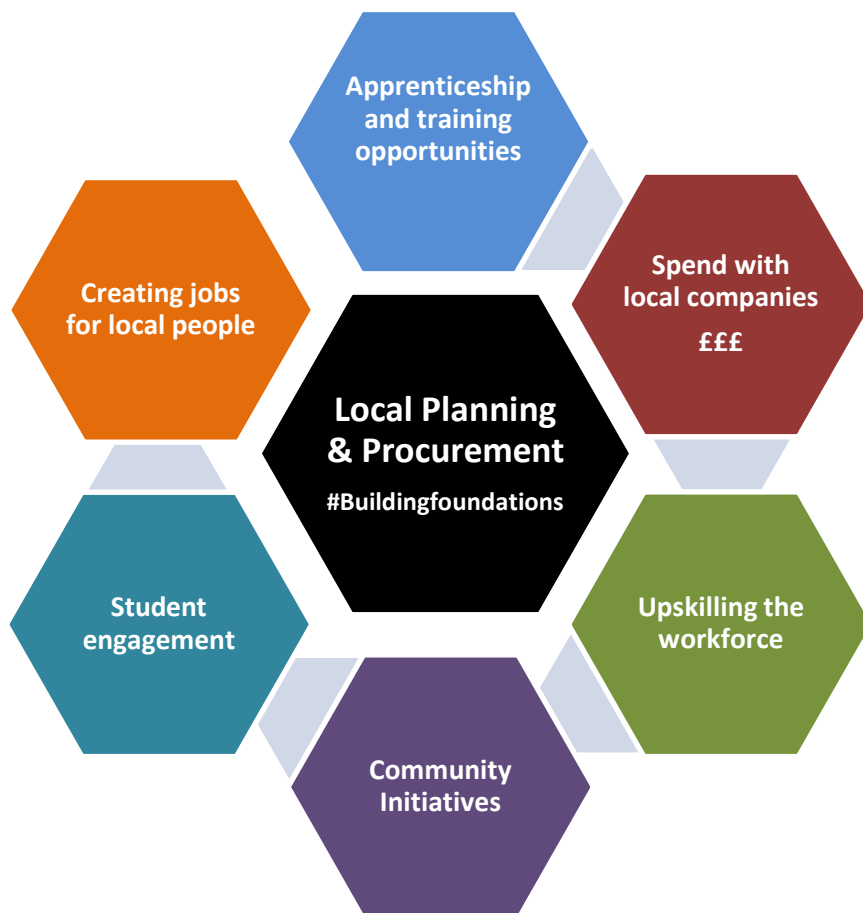 Apprenticeship
and training
opportunities
Spend with
local companies
£££
Creating jobs
for local people
Local Planning
& Procurement
#Buildingfoundations
Student
engagement
Upskilling the
workforce
Community
Initiatives